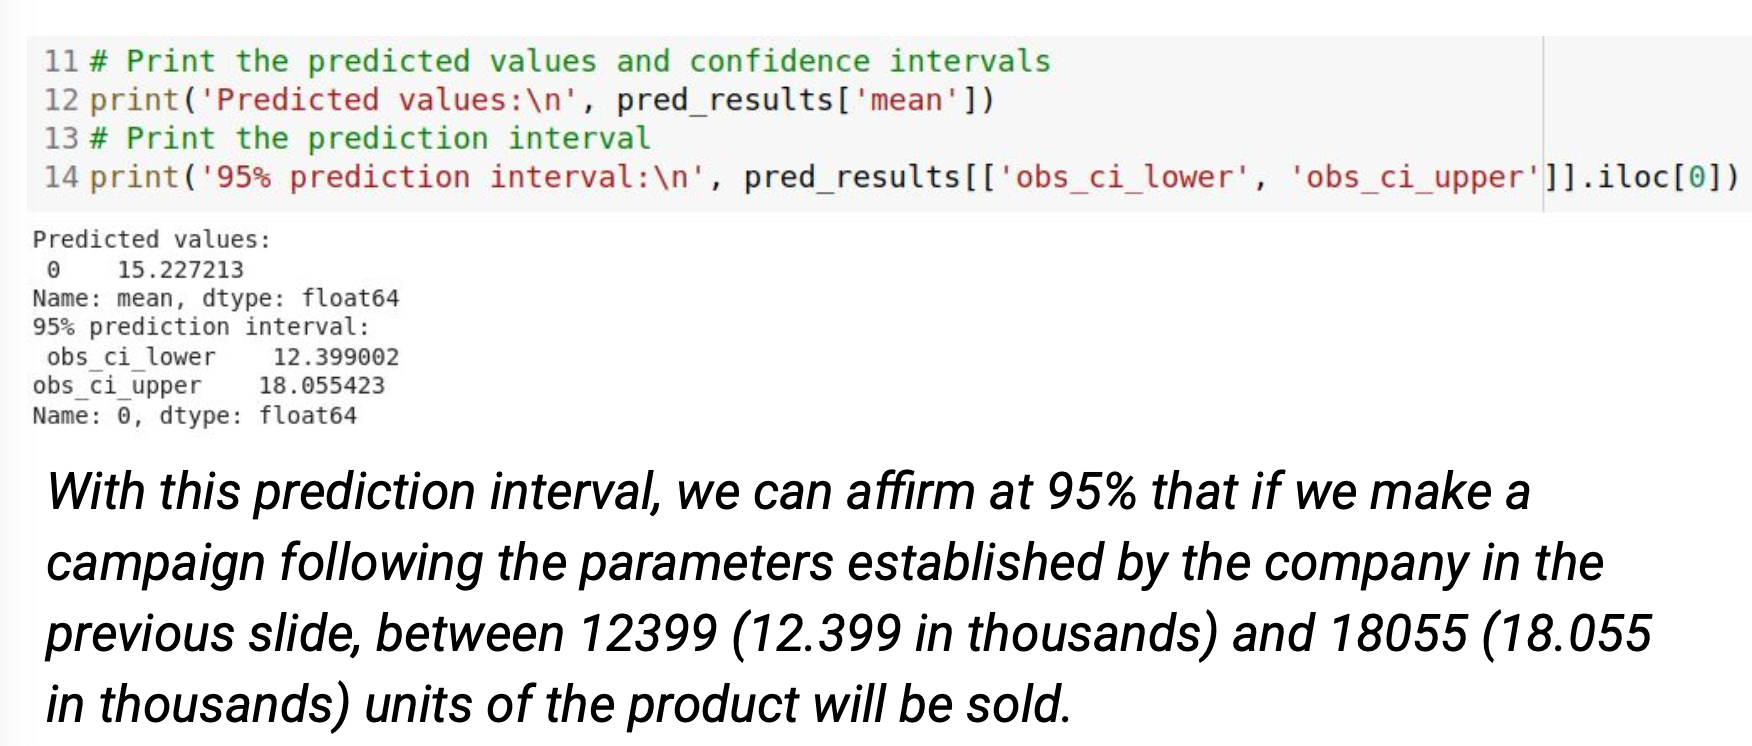 11 # Print the predicted values and confidence intervals
12 print('Predicted values:\n', pred_results['mean'])
13 # Print the prediction interval
14 print('95% prediction interval:\n', pred_results[['obs_ci_lower', 'obs_ci_upper']].iloc[0])
Predicted values:
0    15.227213
Name: mean, dtype: float64
95% prediction interval:
obs_ci_lower    12.399002
obs_ci_upper    18.055423
Name: 0, dtype: float64
With this prediction interval, we can affirm at 95% that if we make a
campaign following the parameters established by the company in the
previous slide, between 12399 (12.399 in thousands) and 18055 (18.055
in thousands) units of the product will be sold.